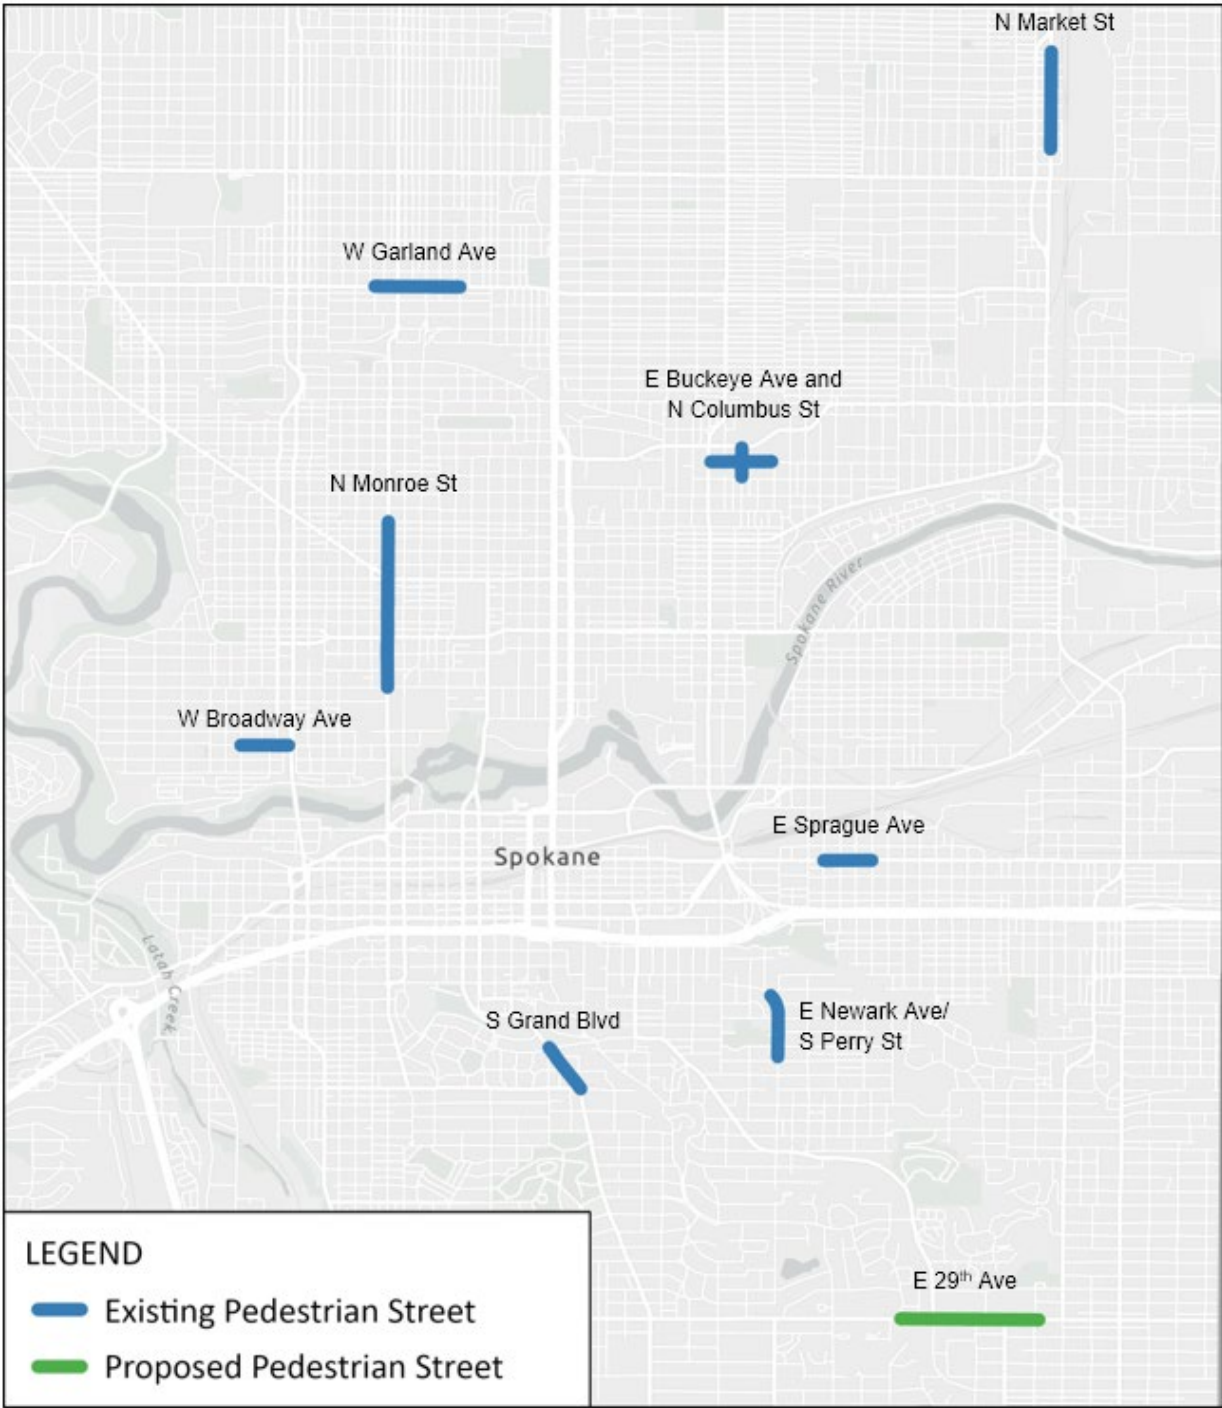 N Market St
W Garland Ave
E Buckeye Ave and
N Columbus St
N Monroe St
Spokane River
W Broadway Ave
E Sprague Ave
Spokane
Latah Creek
S Grand Blvd
E Newark Ave/
S Perry St
E 29th Ave
LEGEND
Existing Pedestrian Street
Proposed Pedestrian Street